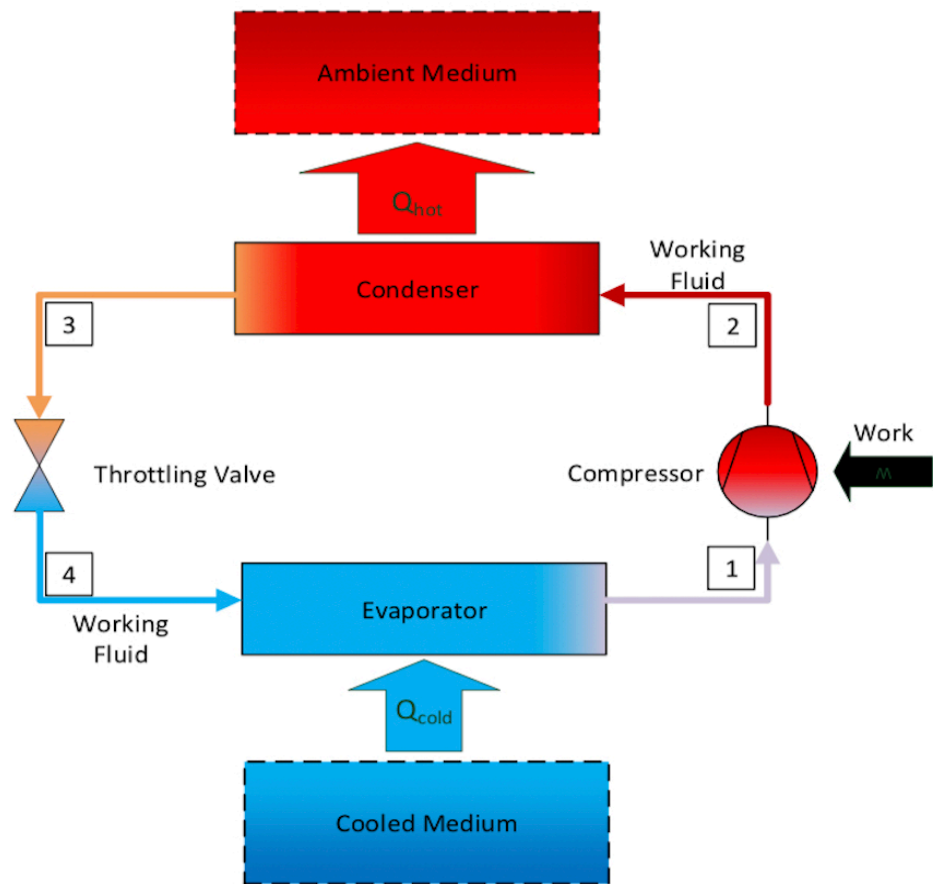 Ambient Medium
Qhot
Working
Fluid
Condenser
3
2
Work
Throttling Valve
Compressor
W
4
1
Working
Fluid
Evaporator
Qcold
Cooled Medium